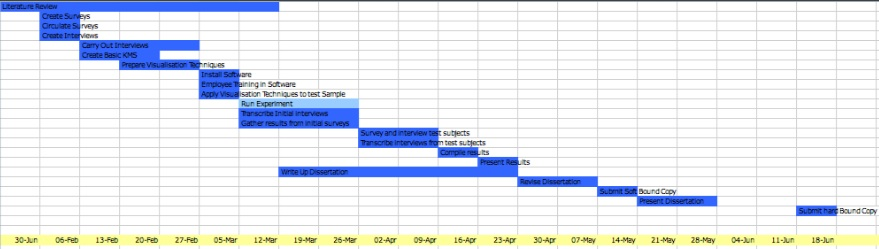 Literature Review
Create Surveys
Circulate Surveys
Create Interviews
Carry Out Interviews
Create Basic KMS
Prepare Visualisation Techniques
Install Software
Employee Training in Software
Apply Visualisation Techniques to test Sample
Run Experiment
Transcribe Initial Interviews
Gather results from initial surveys
Survey and interview test subjects
Transcribe interviews from test subjects
Compile results
Present Results
Write Up Dissertation
Revise Dissertation
Submit Soft Bound Copy
Present Dissertation
Submit hard Bound Copy
30-Jun 06-Feb 13-Feb 20-Feb 27-Feb 05-Mar 12-Mar 19-Mar 26-Mar 02-Apr 09-Apr 16-Apr 23-Apr 30-Apr 07-May 14-May 21-May 28-May 04-Jun 11-Jun 18-Jun